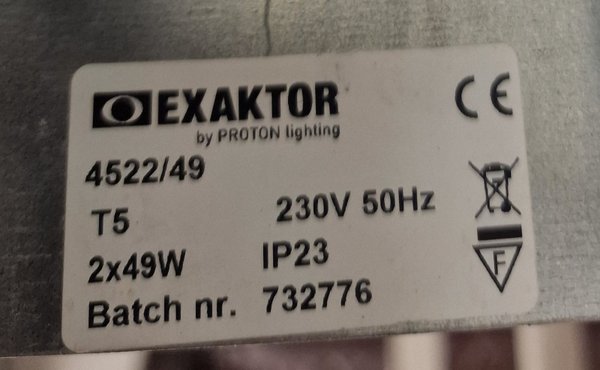 EXAKTOR
by PROTON lighting
CE
4522/49
T5 230V 50Hz
2x49W IP23
F
Batch nr. 732776